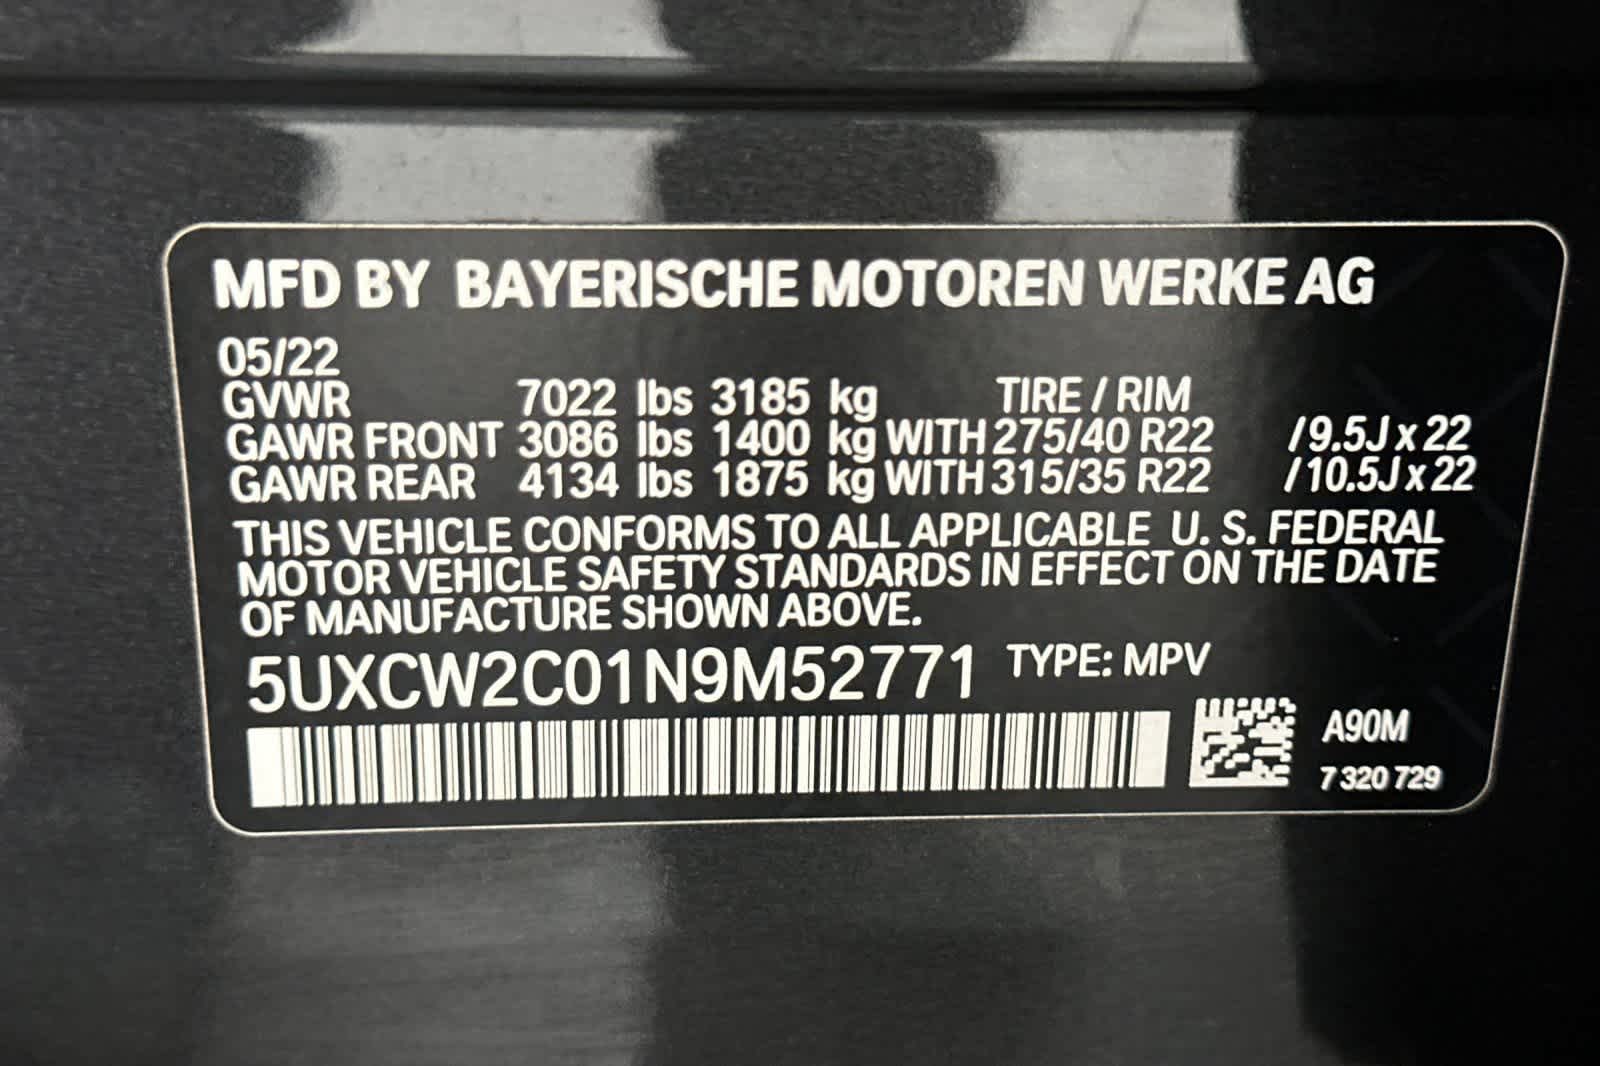 MFD BY BAYERISCHE MOTOREN WERKE AG
05/22
GVWR 7022 lbs 3185 kg TIRE / RIM
GAWR FRONT 3086 lbs 1400 kg WITH 275/40 R22 /9.5J x 22
GAWR REAR 4134 lbs 1875 kg WITH 315/35 R22 /10.5J x 22
THIS VEHICLE CONFORMS TO ALL APPLICABLE U. S. FEDERAL
MOTOR VEHICLE SAFETY STANDARDS IN EFFECT ON THE DATE
OF MANUFACTURE SHOWN ABOVE.
5UXCW2C01N9M52771 TYPE: MPV
A90M
7 320 729